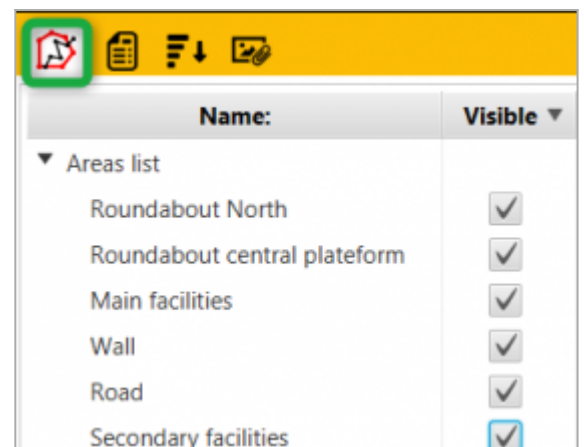 Name: Visible
Areas list
Roundabout North
Roundabout central plateform
Main facilities
Wall
Road
Secondary facilities